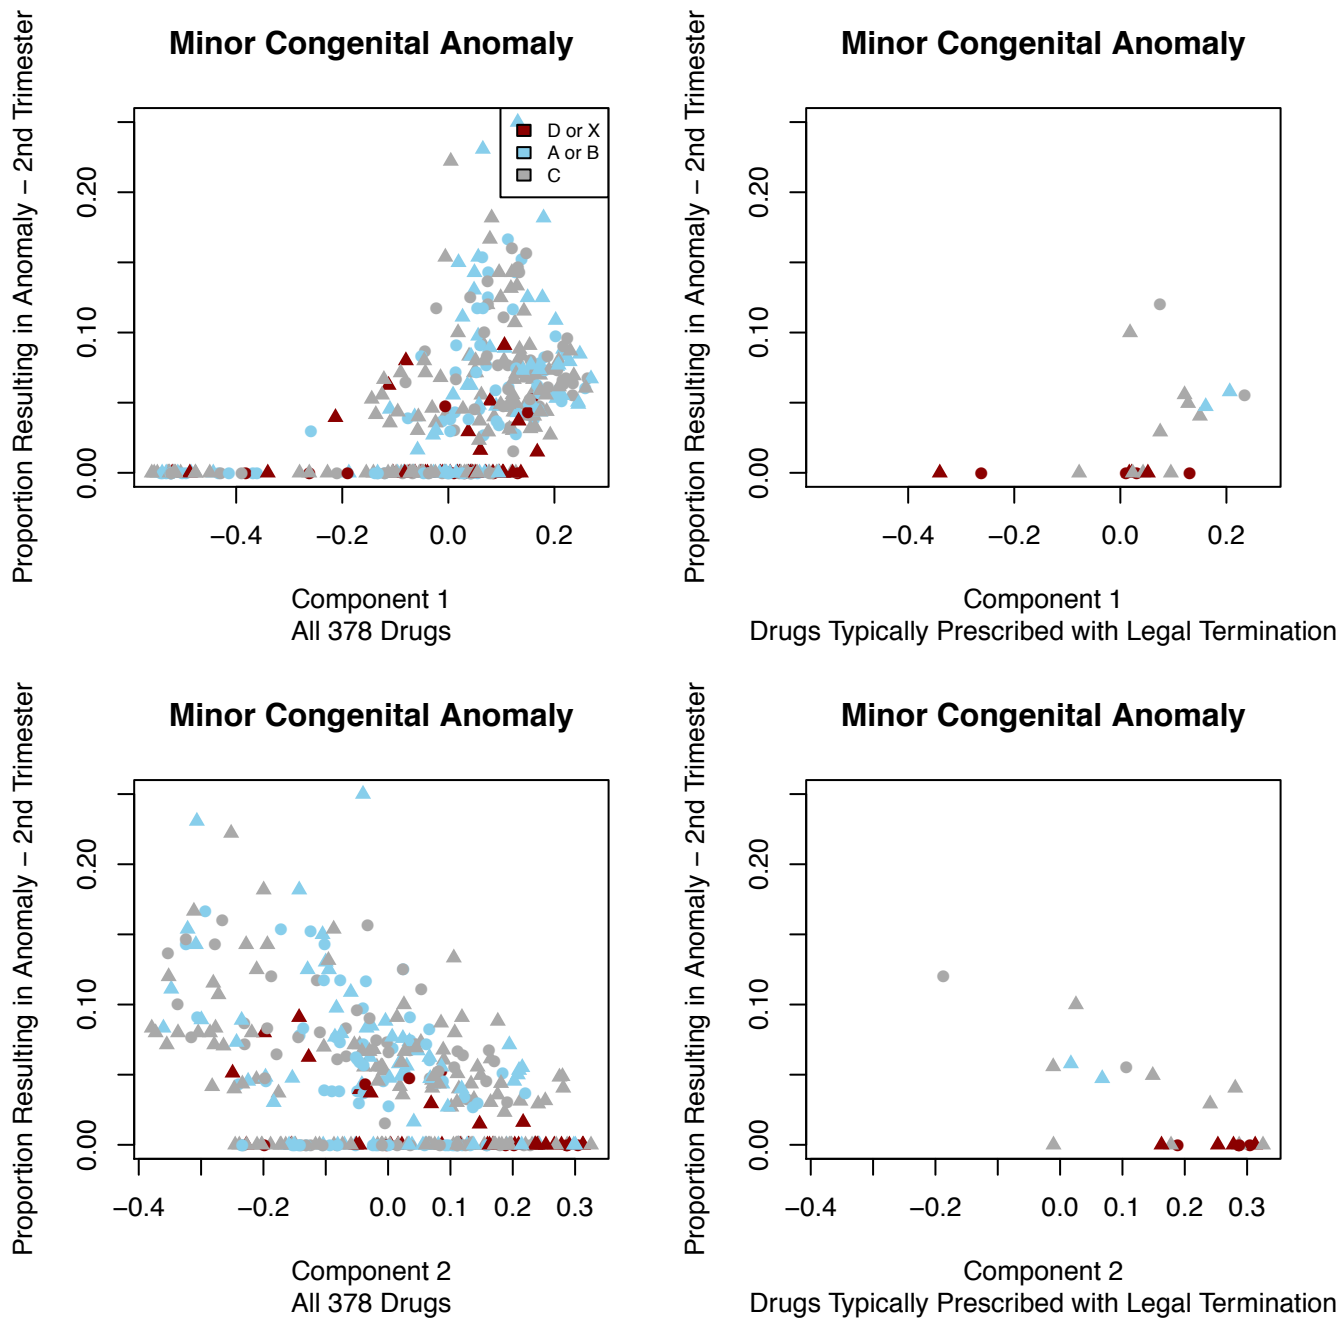 Minor Congenital Anomaly
Proportion Resulting in Anomaly − 2nd Trimester
0.00
0.10
0.20
D or X
A or B
C
−0.4
−0.2
0.0
0.2
Component 1
All 378 Drugs
Minor Congenital Anomaly
Proportion Resulting in Anomaly − 2nd Trimester
0.00
0.10
0.20
−0.4
−0.2
0.0
0.2
Component 1
Drugs Typically Prescribed with Legal Termination
Minor Congenital Anomaly
Proportion Resulting in Anomaly − 2nd Trimester
0.00
0.10
0.20
−0.4
−0.2
0.0
0.1
0.2
0.3
Component 2
All 378 Drugs
Minor Congenital Anomaly
Proportion Resulting in Anomaly − 2nd Trimester
0.00
0.10
0.20
−0.4
−0.2
0.0
0.1
0.2
0.3
Component 2
Drugs Typically Prescribed with Legal Termination